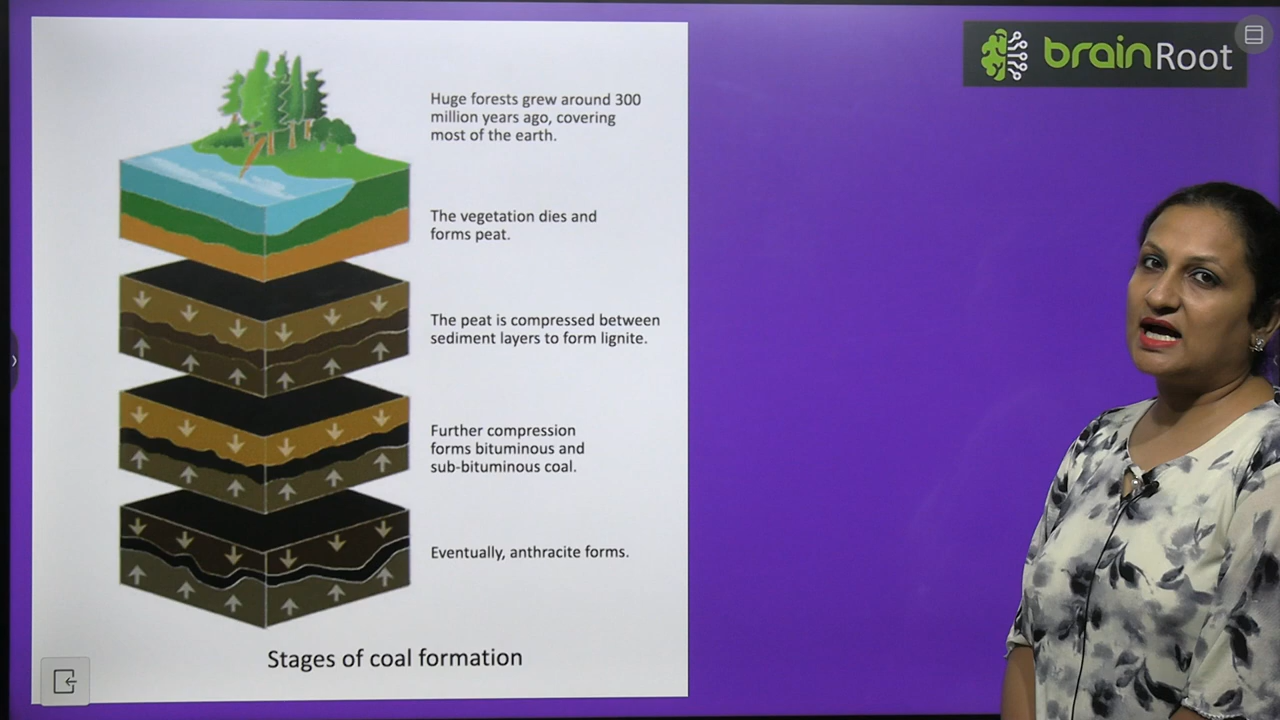 brainRoot
Huge forests grew around 300
million years ago, covering
most of the earth.
The vegetation dies and
forms peat.
The peat is compressed between
sediment layers to form lignite.
Further compression
forms bituminous and
sub-bituminous coal.
Eventually, anthracite forms.
Stages of coal formation